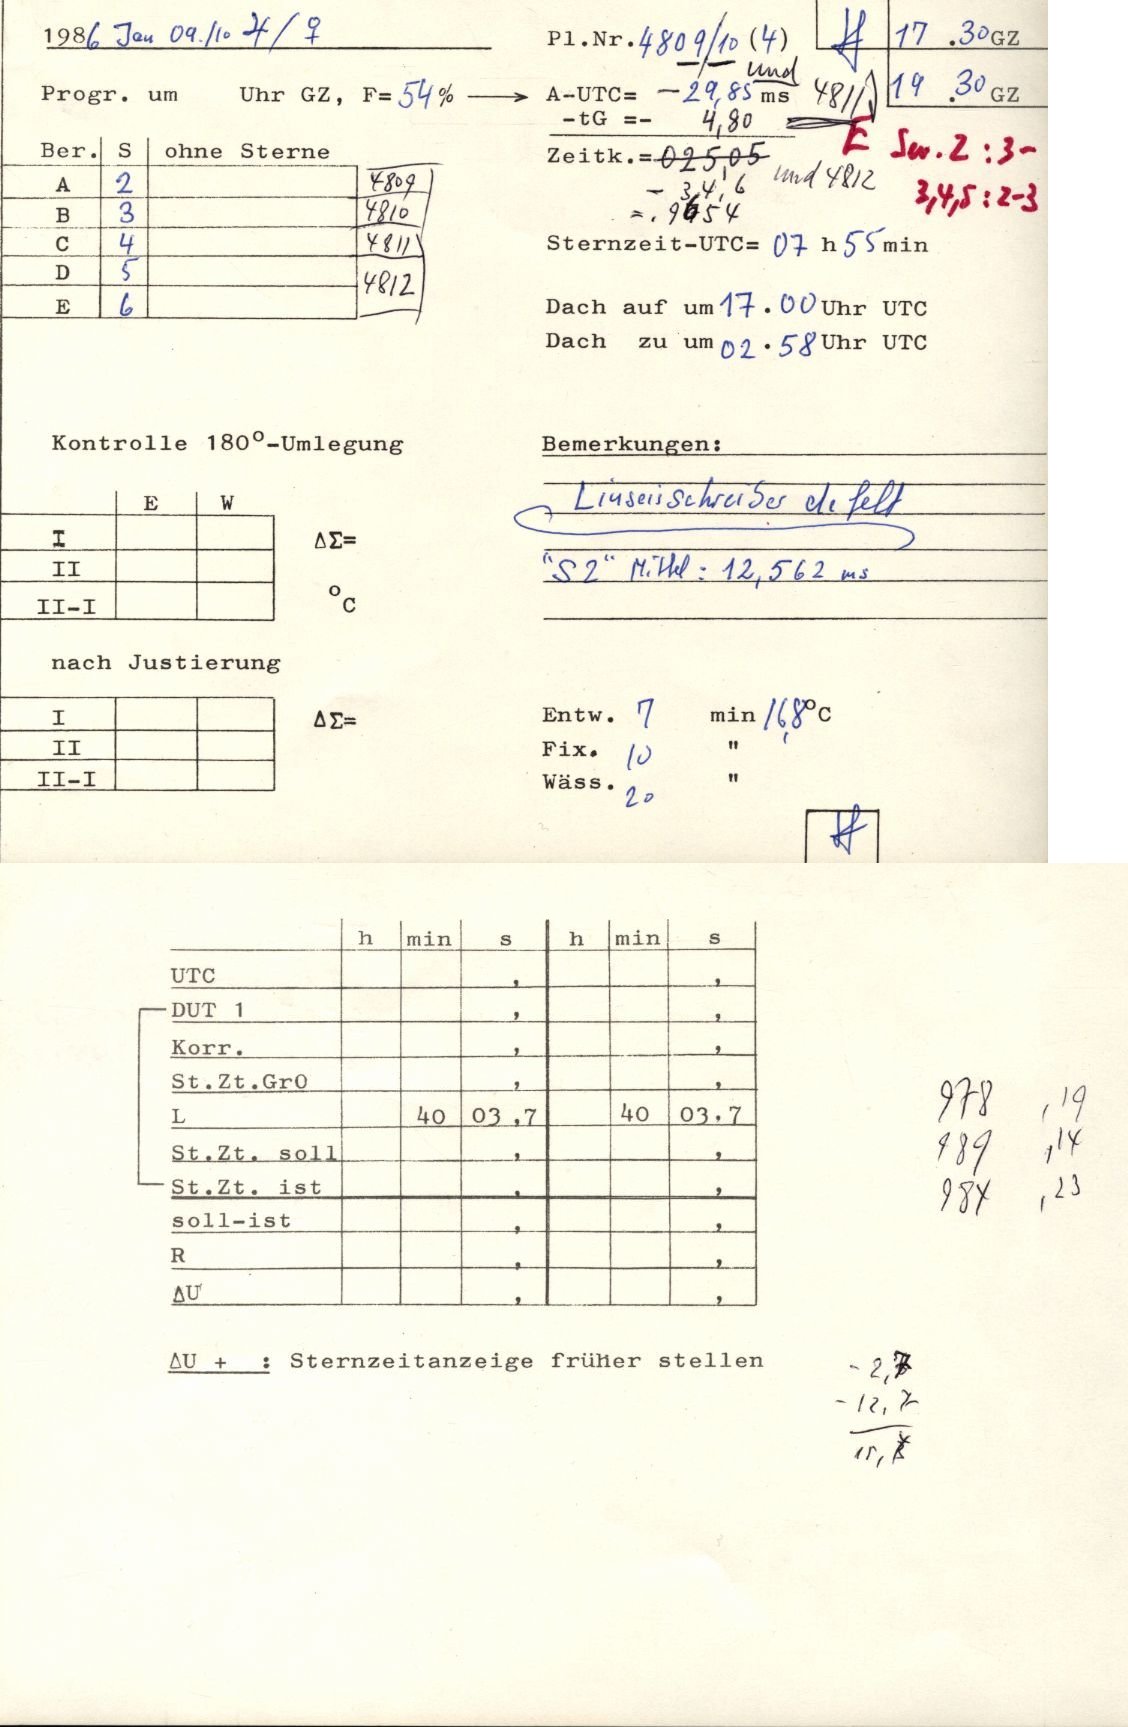 1986 Jan 09./10 ♃/♀
Pl.Nr. 4809/10 (4)
17 .30 GZ
und
19 .30 GZ
Progr. um Uhr GZ, F= 54% → A-UTC= -29,85 ms 4811
-tG =- 4,80
Ber. S ohne Sterne
Zeitk.= 02505 und 4812
E Ser. 2 : 3-
3,4,5 : 2-3
A 2 4809
- 3,4,6
B 3 4810
= .9654
C 4 4811
Sternzeit-UTC= 07 h 55 min
D 5 4812
E 6
Dach auf um 17.00 Uhr UTC
Dach zu um 02.58 Uhr UTC
Kontrolle 180°-Umlegung
Bemerkungen:
Linsenschreiber defekt
E W
I ΔΣ=
II
"S2" Mittel: 12,562 ms
II-I °C
nach Justierung
I ΔΣ=
II
II-I
Entw. 7 min 16,8°C
Fix. 10 "
Wäss. 20 "
h min s h min s
UTC , ,
DUT 1 , ,
Korr. , ,
St.Zt.Gr0 , ,
L 40 03,7 40 03.7
St.Zt. soll , ,
St.Zt. ist , ,
soll-ist , ,
R , ,
ΔU , ,
978 ,19
989 ,14
984 ,23
ΔU + : Sternzeitanzeige früher stellen
-12,7